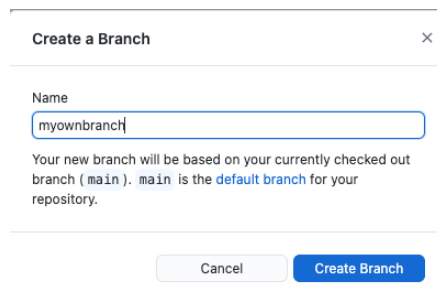 Create a Branch
Name
myownbranch
Your new branch will be based on your currently checked out
branch ( main ). main is the default branch for your
repository.
Cancel
Create Branch